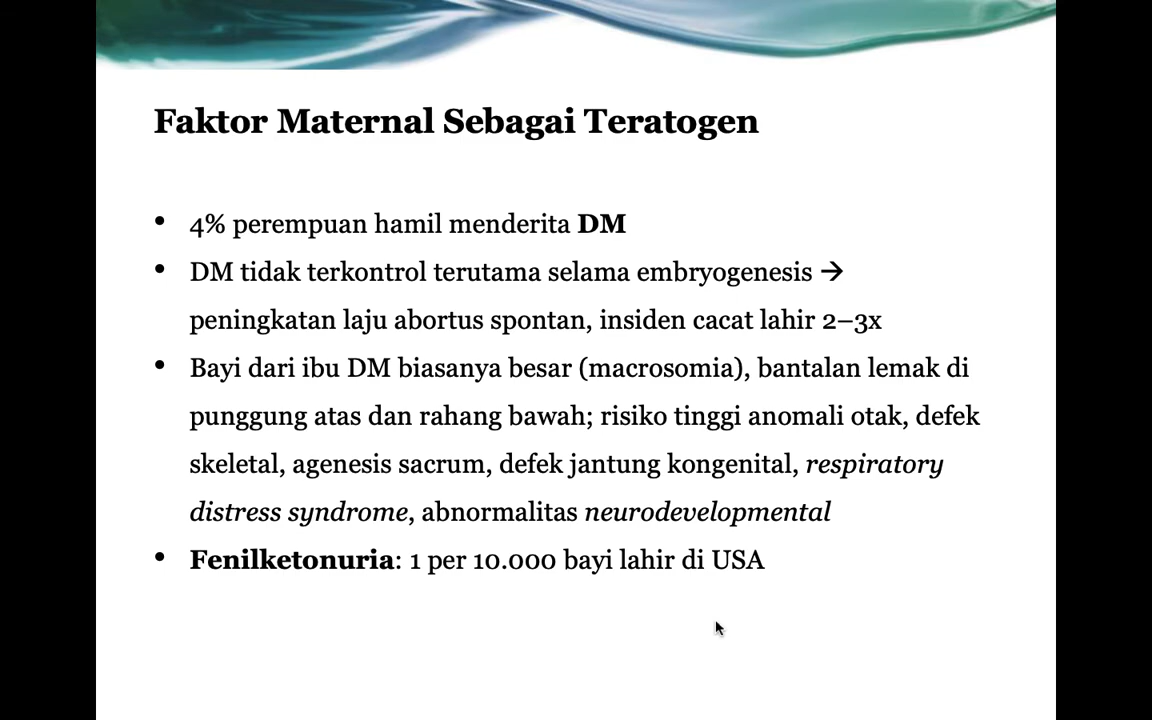 Faktor Maternal Sebagai Teratogen
• 4% perempuan hamil menderita DM
• DM tidak terkontrol terutama selama embryogenesis →
peningkatan laju abortus spontan, insiden cacat lahir 2–3x
• Bayi dari ibu DM biasanya besar (macrosomia), bantalan lemak di
punggung atas dan rahang bawah; risiko tinggi anomali otak, defek
skeletal, agenesis sacrum, defek jantung kongenital, respiratory
distress syndrome, abnormalitas neurodevelopmental
• Fenilketonuria: 1 per 10.000 bayi lahir di USA